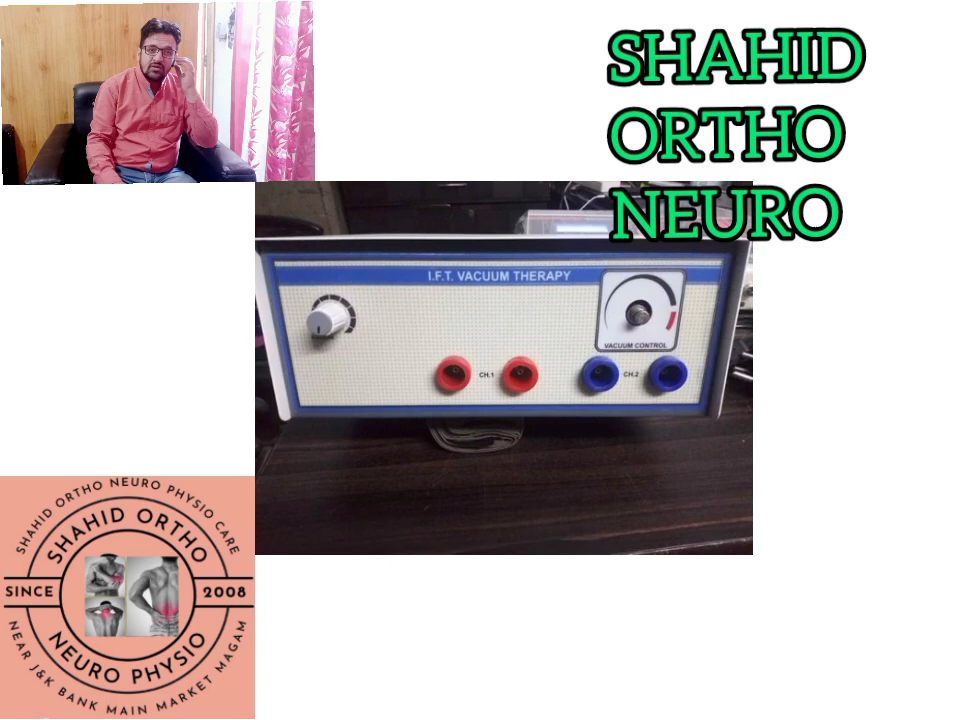 SHAHID
ORTHO
NEURO
I.F.T. VACUUM THERAPY
VACUUM CONTROL
CH.1
CH.2
SHAHID ORTHO NEURO PHYSIO CARE
SHAHID ORTHO
SINCE
2008
NEURO PHYSIO
NEAR J&K BANK MAIN MARKET MAGAM